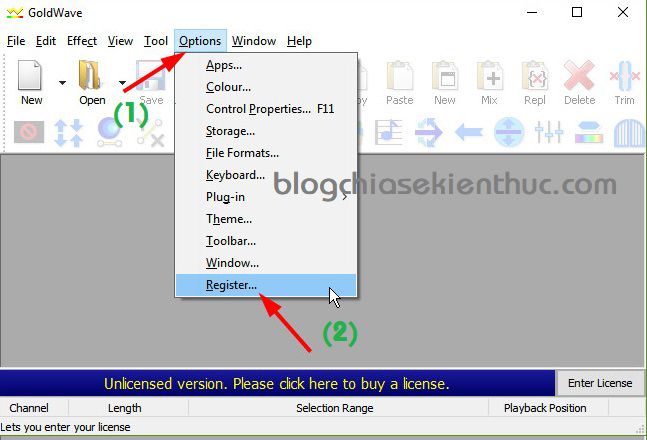 GoldWave
File Edit Effect View Tool Options Window Help
New Open Save Paste New Mix Repl Delete Trim
(1)
Apps...
Colour...
Control Properties... F11
Storage...
File Formats...
Keyboard...
Plug-in
Theme...
Toolbar...
Window...
Register...
blogchiasekienthuc.com
(2)
Unlicensed version. Please click here to buy a license. Enter License
Channel Length Selection Range Playback Position
Lets you enter your license